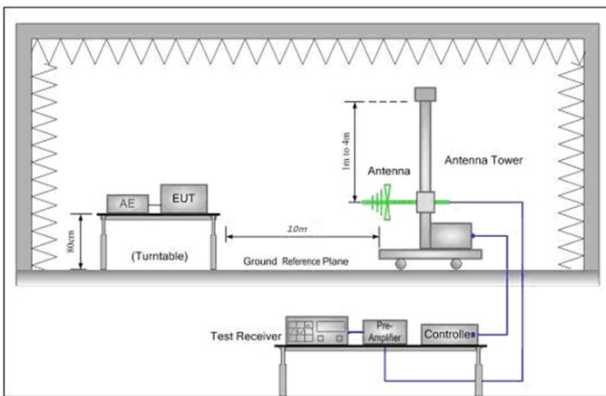 1m to 4m
Antenna
Antenna Tower
AE
EUT
80cm
(Turntable)
10m
Ground Reference Plane
Test Receiver
Pre-
Amplifier
Controller